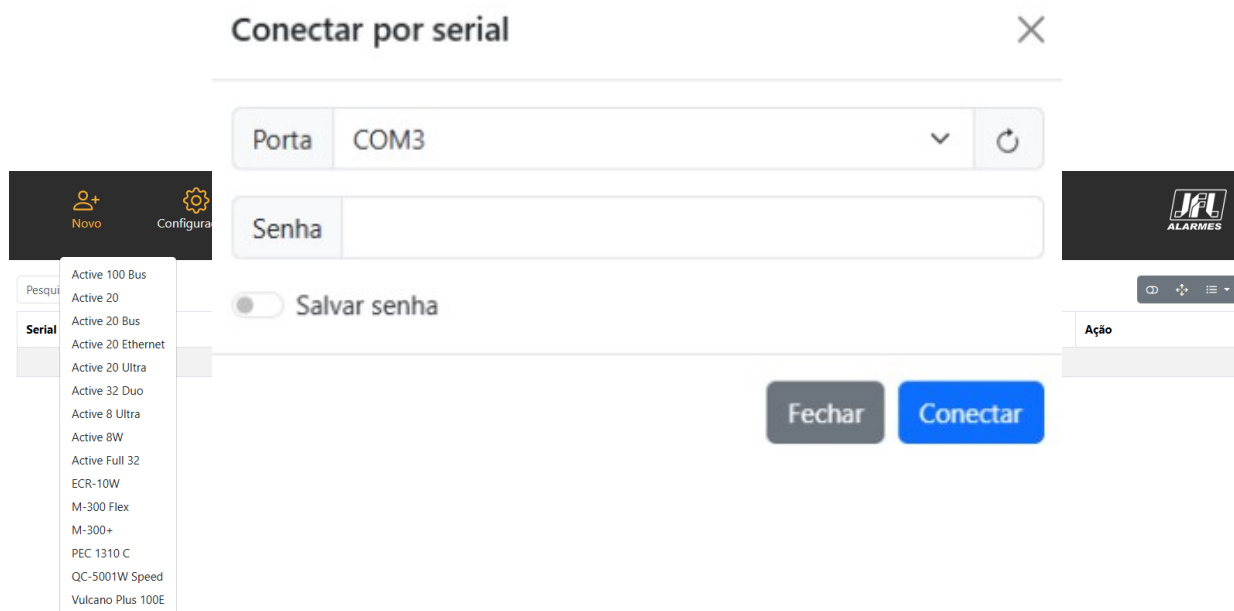 Conectar por serial
Porta COM3
Senha
Salvar senha
Fechar Conectar
Novo
Configura
JFL
ALARMES
Pesqui
Serial
Ação
Active 100 Bus
Active 20
Active 20 Bus
Active 20 Ethernet
Active 20 Ultra
Active 32 Duo
Active 8 Ultra
Active 8W
Active Full 32
ECR-10W
M-300 Flex
M-300+
PEC 1310 C
QC-5001W Speed
Vulcano Plus 100E